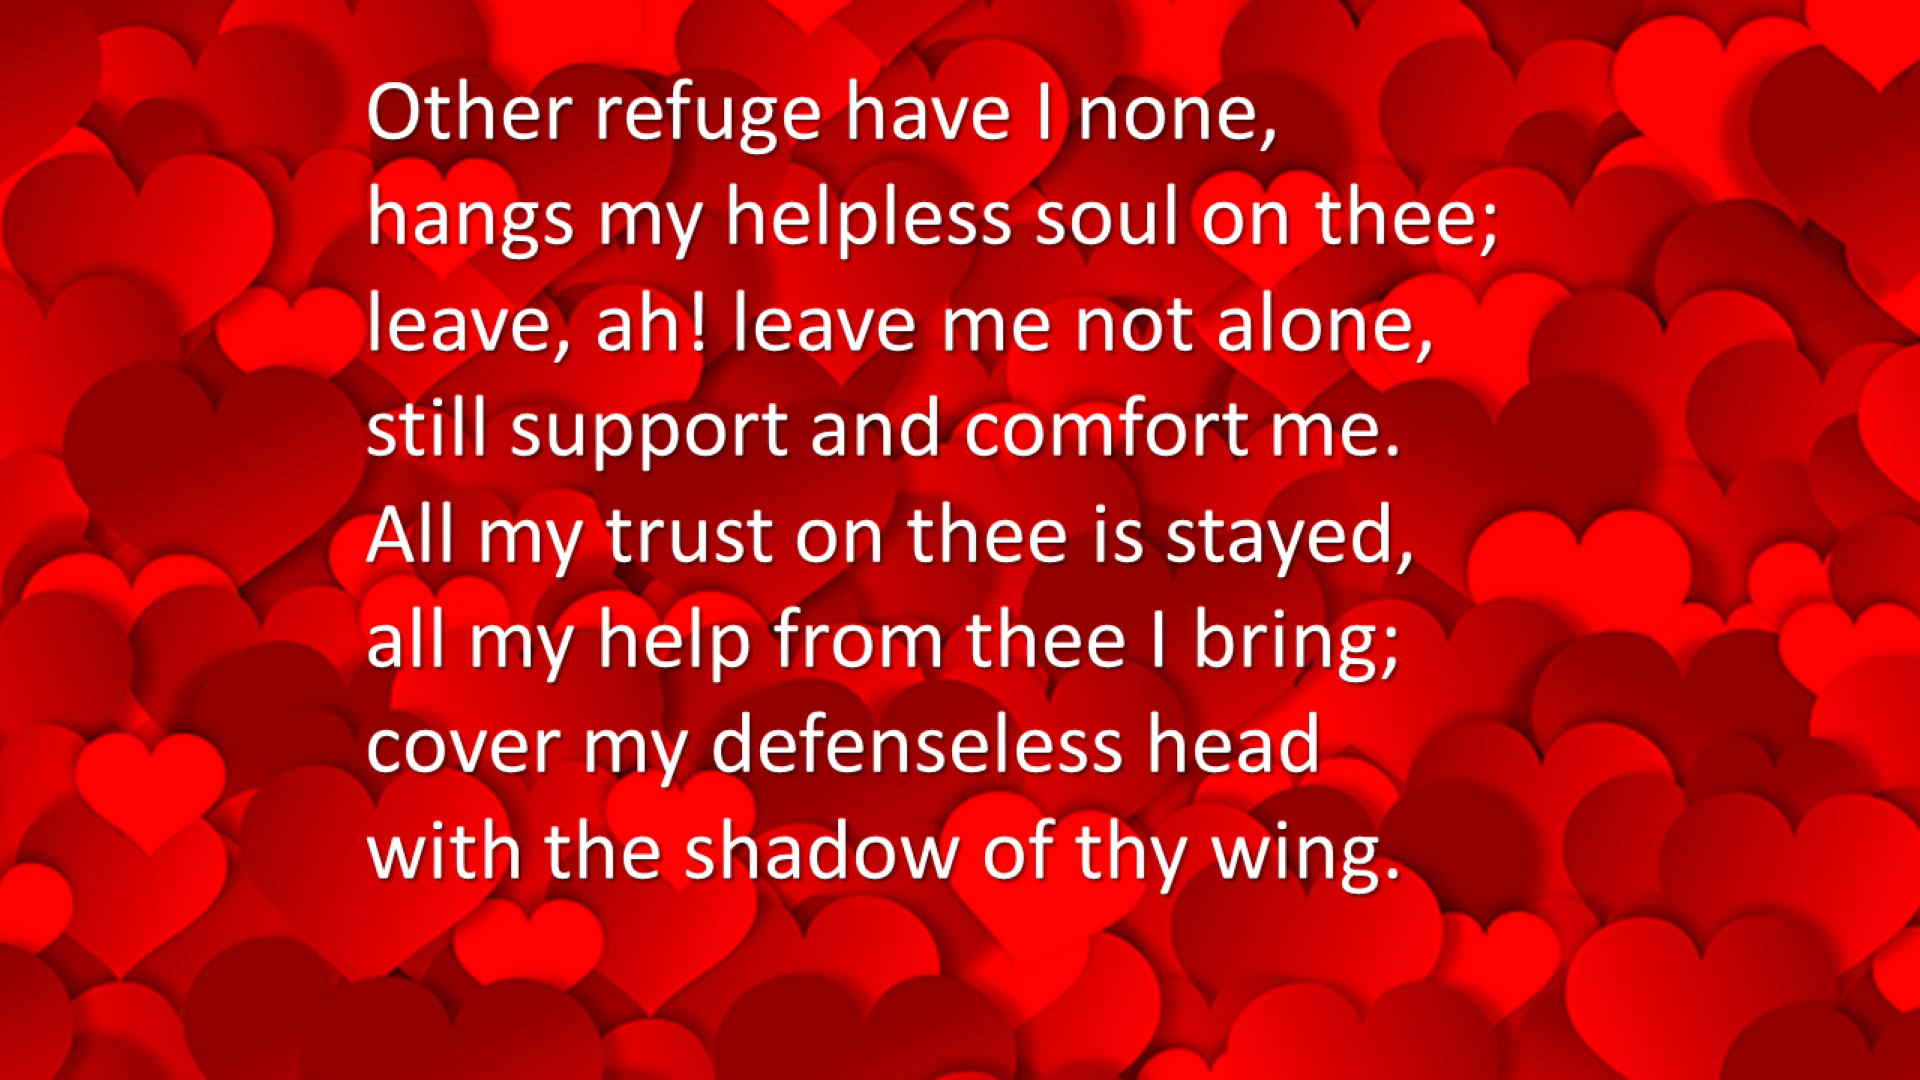 Other refuge have I none,
hangs my helpless soul on thee;
leave, ah! leave me not alone,
still support and comfort me.
All my trust on thee is stayed,
all my help from thee I bring;
cover my defenseless head
with the shadow of thy wing.